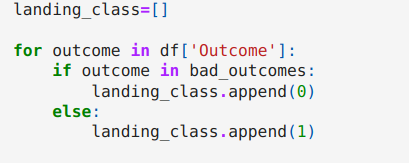 landing_class=[]
for outcome in df['Outcome']:
    if outcome in bad_outcomes:
        landing_class.append(0)
    else:
        landing_class.append(1)